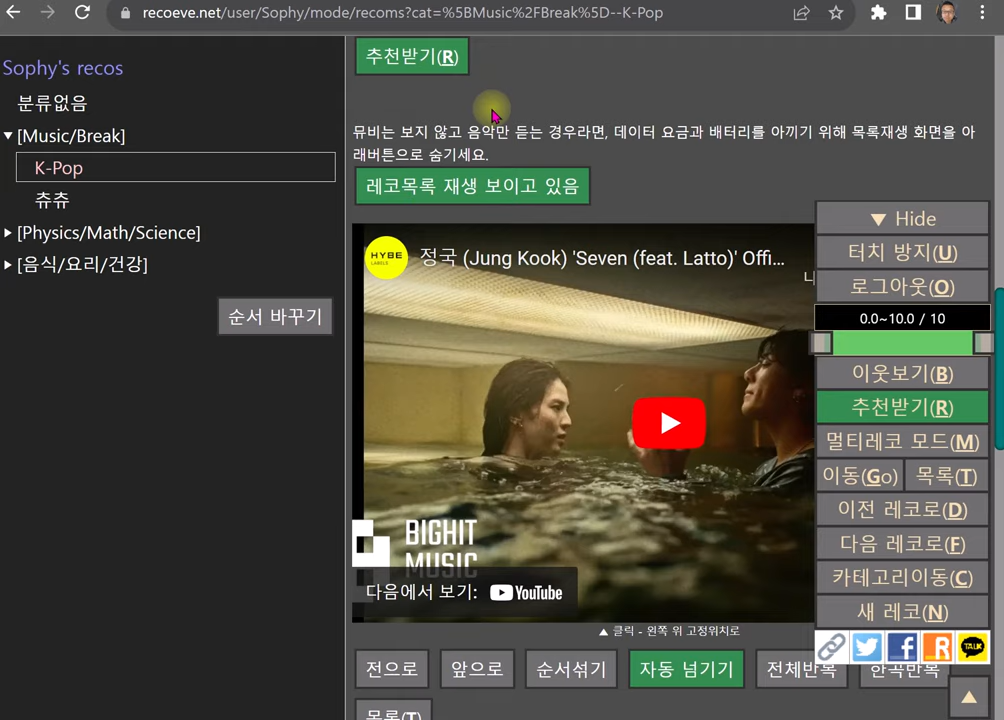 recoeve.net/user/Sophy/mode/recoms?cat=%5BMusic%2FBreak%5D--K-Pop
Sophy's recos
분류없음
▼ [Music/Break]
K-Pop
츄츄
▶ [Physics/Math/Science]
▶ [음식/요리/건강]
순서 바꾸기
추천받기(R)
뮤비는 보지 않고 음악만 듣는 경우라면, 데이터 요금과 배터리를 아끼기 위해 목록재생 화면을 아
래버튼으로 숨기세요.
레코목록 재생 보이고 있음
HYBE
LABELS
정국 (Jung Kook) 'Seven (feat. Latto)' Offi...
BIGHIT
MUSIC
다음에서 보기: YouTube
▲ 클릭 - 왼쪽 위 고정위치로
전으로 앞으로 순서섞기 자동 넘기기 전체반복 한곡반복
목록(T)
▼ Hide
터치 방지(U)
로그아웃(O)
0.0~10.0 / 10
이웃보기(B)
추천받기(R)
멀티레코 모드(M)
이동(Go) 목록(T)
이전 레코로(D)
다음 레코로(F)
카테고리이동(C)
새 레코(N)
TALK
▲